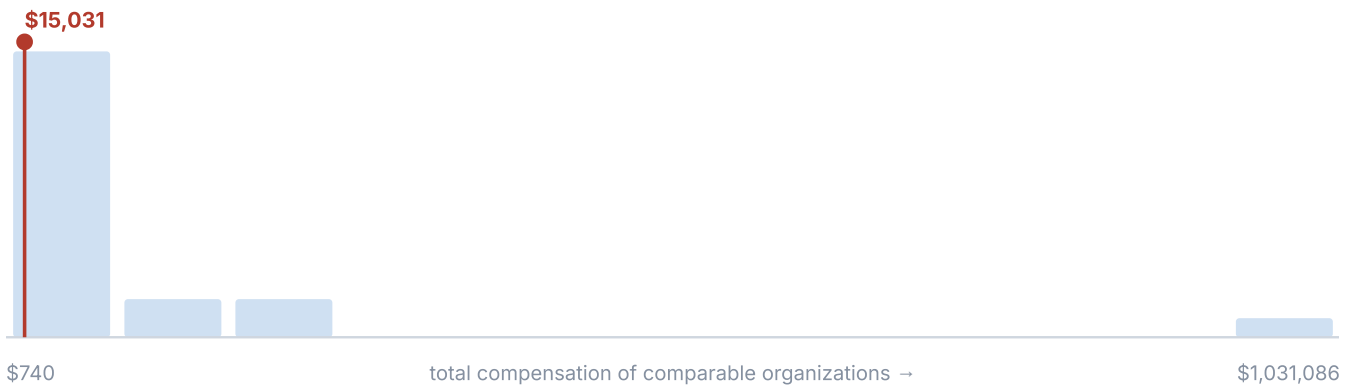 $15,031
$740
total compensation of comparable organizations →
$1,031,086